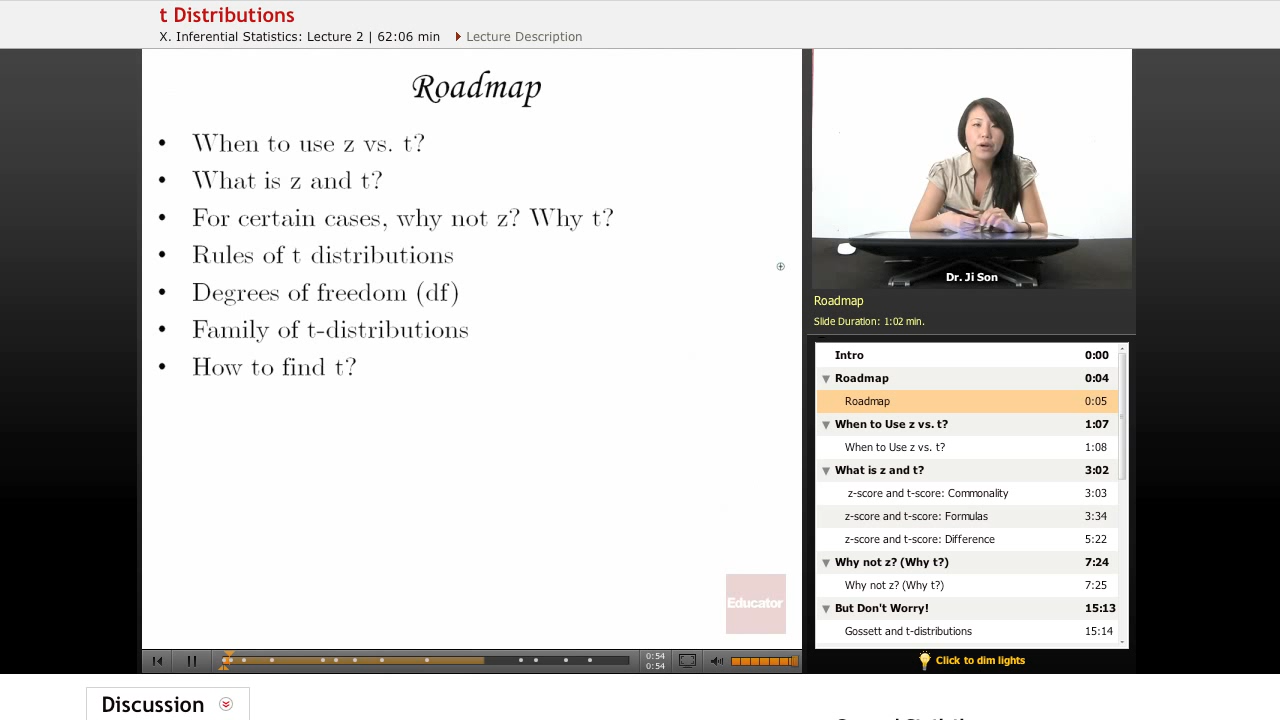 t Distributions
X. Inferential Statistics: Lecture 2 | 62:06 min
Lecture Description
Roadmap
• When to use z vs. t?
• What is z and t?
• For certain cases, why not z? Why t?
• Rules of t distributions
• Degrees of freedom (df)
• Family of t-distributions
• How to find t?
Educator
0:54
0:54
Dr. Ji Son
Roadmap
Slide Duration: 1:02 min.
Intro 0:00
Roadmap 0:04
Roadmap 0:05
When to Use z vs. t? 1:07
When to Use z vs. t? 1:08
What is z and t? 3:02
z-score and t-score: Commonality 3:03
z-score and t-score: Formulas 3:34
z-score and t-score: Difference 5:22
Why not z? (Why t?) 7:24
Why not z? (Why t?) 7:25
But Don't Worry! 15:13
Gossett and t-distributions 15:14
Click to dim lights
Discussion